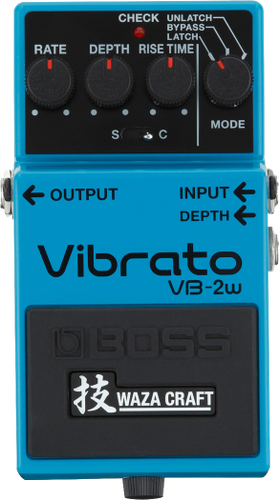 CHECK
UNLATCH
BYPASS
LATCH
RATE DEPTH RISE TIME
MODE
S C
OUTPUT
INPUT
DEPTH
Vibrato
VB-2w
BOSS
技 WAZA CRAFT